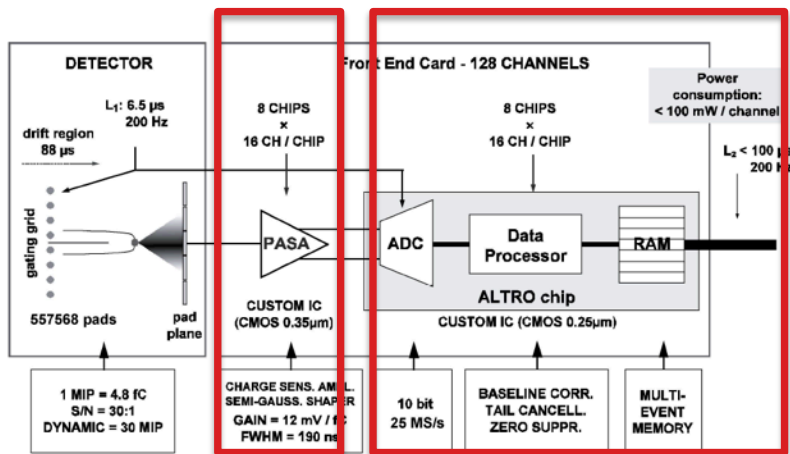 DETECTOR
Front End Card - 128 CHANNELS
L₁: 6.5 µs
200 Hz
drift region
88 µs
8 CHIPS
×
16 CH / CHIP
8 CHIPS
×
16 CH / CHIP
Power
consumption:
< 100 mW / channel
L₂ < 100 µs
200 Hz
gating grid
PASA
ADC
Data
Processor
RAM
ALTRO chip
557568 pads
pad
plane
CUSTOM IC
(CMOS 0.35µm)
CUSTOM IC (CMOS 0.25µm)
1 MIP = 4.8 fC
S/N = 30:1
DYNAMIC = 30 MIP
CHARGE SENS. AMPL.
SEMI-GAUSS. SHAPER
GAIN = 12 mV / fC
FWHM = 190 ns
10 bit
25 MS/s
BASELINE CORR.
TAIL CANCELL.
ZERO SUPPR.
MULTI-
EVENT
MEMORY